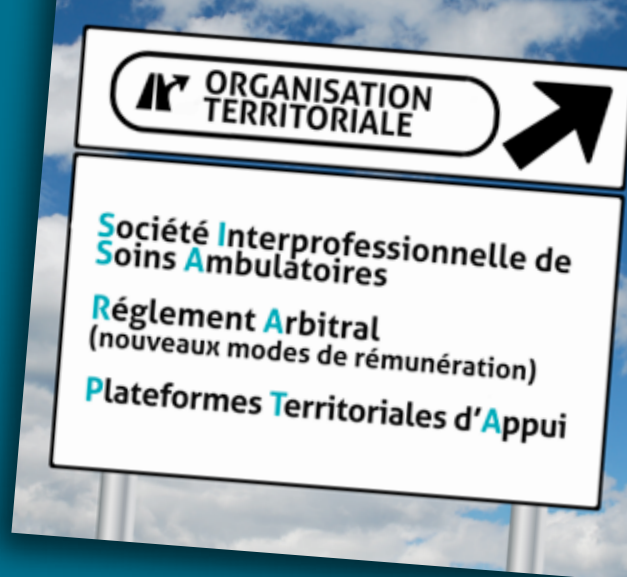 ORGANISATION
TERRITORIALE
Société Interprofessionnelle de
Soins Ambulatoires
Réglement Arbitral
(nouveaux modes de rémunération)
Plateformes Territoriales d'Appui